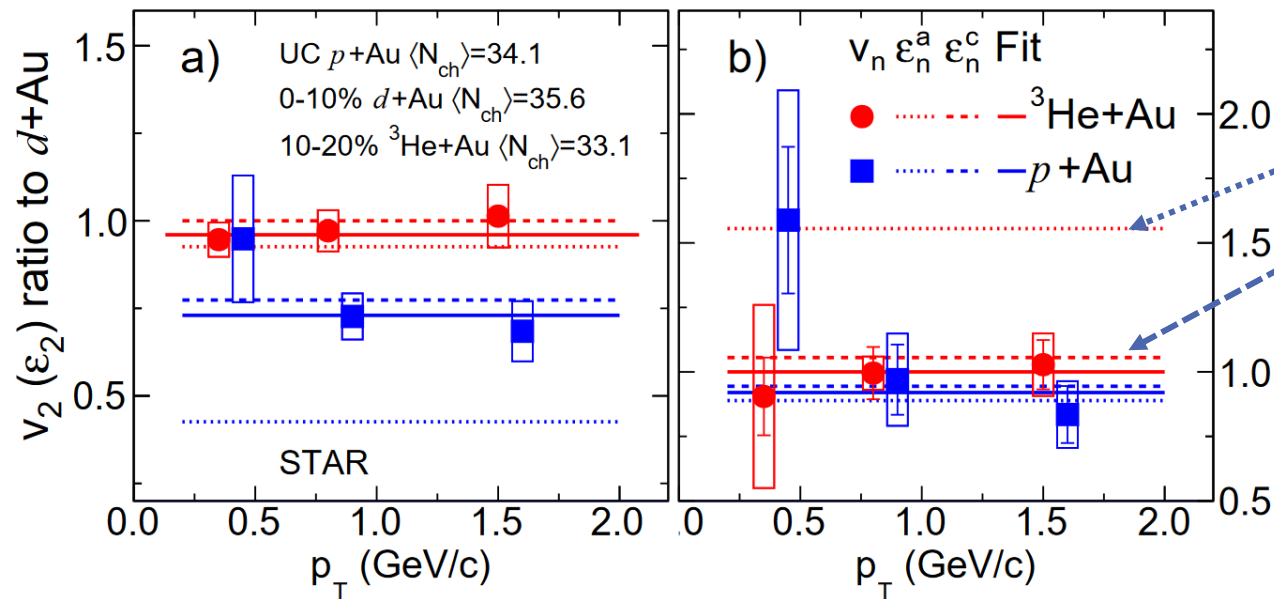 v₂ (ε₂) ratio to d+Au
1.5
1.0
0.5
a)
UC p+Au ⟨N_ch⟩=34.1
0-10% d+Au ⟨N_ch⟩=35.6
10-20% ³He+Au ⟨N_ch⟩=33.1
STAR
0.0 0.5 1.0 1.5 2.0
p_T (GeV/c)
b)
v_n ε_n^a ε_n^c Fit
³He+Au
p+Au
2.0
1.5
1.0
0.5
.0 0.5 1.0 1.5 2.0
p_T (GeV/c)